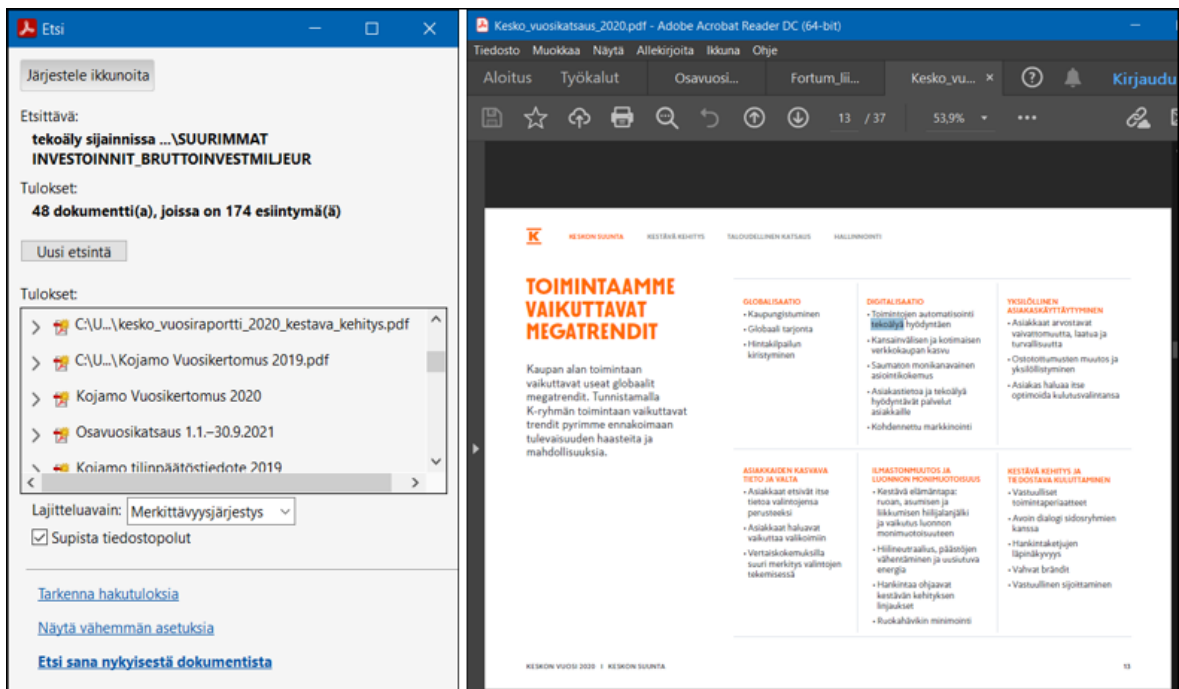 Etsi
Järjestele ikkunoita
Etsittävä:
tekoäly sijainnissa ...\SUURIMMAT
INVESTOINNIT_BRUTTOINVESTMILJEUR
Tulokset:
48 dokumentti(a), joissa on 174 esiintymä(ä)
Uusi etsintä
Tulokset:
C:\U...\kesko_vuosiraportti_2020_kestava_kehitys.pdf
C:\U...\Kojamo Vuosikertomus 2019.pdf
Kojamo Vuosikertomus 2020
Osavuosikatsaus 1.1.–30.9.2021
Kojamo tilinpäätöstiedote 2019
Lajitteluavain: Merkittävyysjärjestys
Supista tiedostopolut
Tarkenna hakutuloksia
Näytä vähemmän asetuksia
Etsi sana nykyisestä dokumentista
Kesko_vuosikatsaus_2020.pdf - Adobe Acrobat Reader DC (64-bit)
Tiedosto Muokkaa Näytä Allekirjoita Ikkuna Ohje
Aloitus Työkalut Osavuosi... Fortum_lii... Kesko_vu... × Kirjaudu
13 / 37 53,9%
K KESKON SUUNTA KESTÄVÄ KEHITYS TALOUDELLINEN KATSAUS HALLINNOINTI
TOIMINTAAMME
VAIKUTTAVAT
MEGATRENDIT
Kaupan alan toimintaan
vaikuttavat useat globaalit
megatrendit. Tunnistamalla
K-ryhmän toimintaan vaikuttavat
trendit pyrimme ennakoimaan
tulevaisuuden haasteita ja
mahdollisuuksia.
GLOBALISAATIO
• Kaupungistuminen
• Globaali tarjonta
• Hintakilpailun
kiristyminen
DIGITALISAATIO
• Toimintojen automatisointi
tekoälyä hyödyntäen
• Kansainvälisen ja kotimaisen
verkkokaupan kasvu
• Saumaton monikanavainen
asiointikokemus
• Asiakastietoa ja tekoälyä
hyödyntävät palvelut
asiakkaille
• Kohdennettu markkinointi
YKSILÖLLINEN
ASIAKASKÄYTTÄYTYMINEN
• Asiakkaat arvostavat
vaivattomuutta, laatua ja
turvallisuutta
• Ostotottumusten muutos ja
yksilöllistyminen
• Asiakas haluaa itse
optimoida kulutusvalintansa
ASIAKKAIDEN KASVAVA
TIETO JA VALTA
• Asiakkaat etsivät itse
tietoa valintojensa
perusteeksi
• Asiakkaat haluavat
vaikuttaa valikoimiin
• Vertaiskokemuksilla
suuri merkitys valintojen
tekemisessä
ILMASTONMUUTOS JA
LUONNON MONIMUOTOISUUS
• Kestävä elämäntapa:
ruoan, asumisen ja
liikkumisen hiilijalanjälki
ja vaikutus luonnon
monimuotoisuuteen
• Hiilineutraalius, päästöjen
vähentäminen ja uusiutuva
energia
• Hankintaa ohjaavat
kestävän kehityksen
linjaukset
• Ruokahävikin minimointi
KESTÄVÄ KEHITYS JA
TIEDOSTAVA KULUTTAMINEN
• Vastuulliset
toimintaperiaatteet
• Avoin dialogi sidosryhmien
kanssa
• Hankintaketjujen
läpinäkyvyys
• Vahvat brändit
• Vastuullinen sijoittaminen
KESKON VUOSI 2020 I KESKON SUUNTA 13